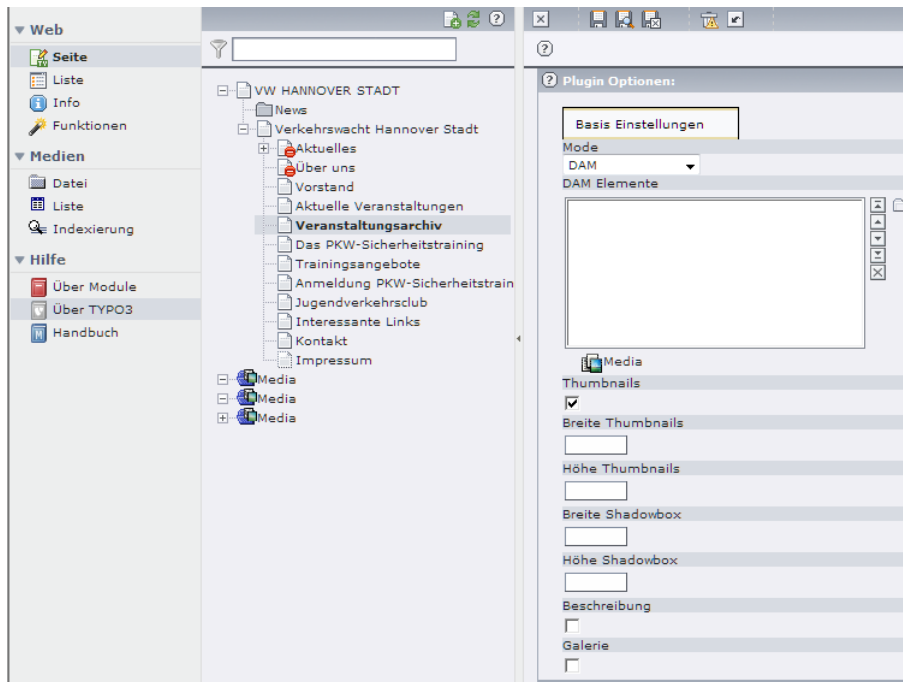 Web
Seite
Liste
Info
Funktionen
Medien
Datei
Liste
Indexierung
Hilfe
Über Module
Über TYPO3
Handbuch
VW HANNOVER STADT
News
Verkehrswacht Hannover Stadt
Aktuelles
Über uns
Vorstand
Aktuelle Veranstaltungen
Veranstaltungsarchiv
Das PKW-Sicherheitstraining
Trainingsangebote
Anmeldung PKW-Sicherheitstrain
Jugendverkehrsclub
Interessante Links
Kontakt
Impressum
Media
Media
Media
Plugin Optionen:
Basis Einstellungen
Mode
DAM
DAM Elemente
Media
Thumbnails
Breite Thumbnails
Höhe Thumbnails
Breite Shadowbox
Höhe Shadowbox
Beschreibung
Galerie